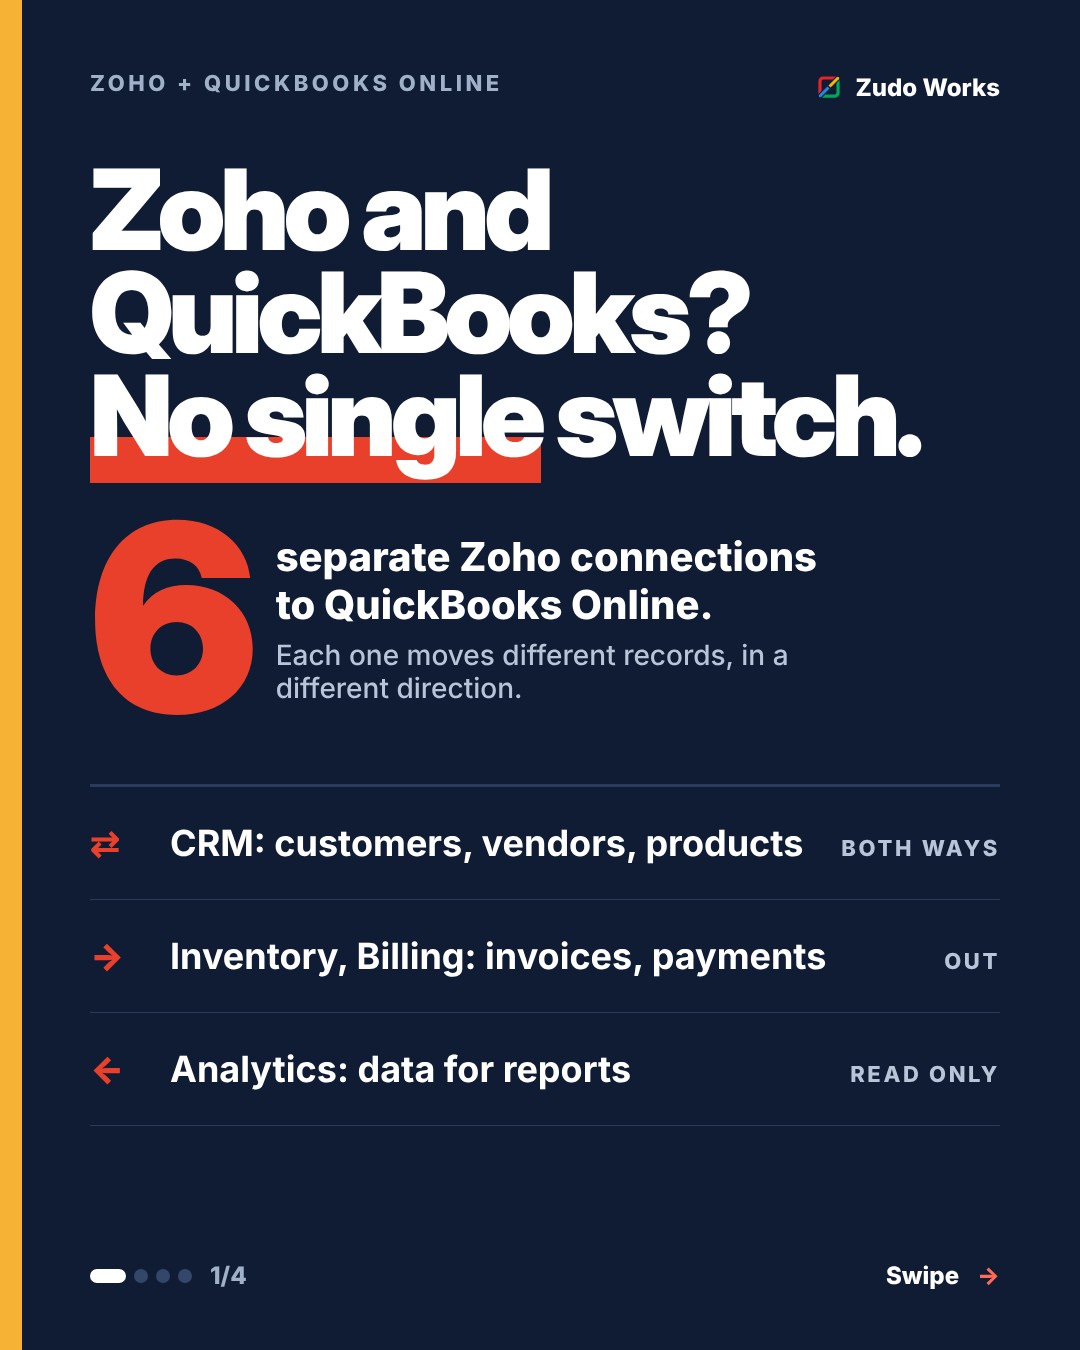 ZOHO + QUICKBOOKS ONLINE
Zudo Works
Zoho and
QuickBooks?
No single switch.
6
separate Zoho connections
to QuickBooks Online.
Each one moves different records, in a
different direction.
⇄ CRM: customers, vendors, products BOTH WAYS
→ Inventory, Billing: invoices, payments OUT
← Analytics: data for reports READ ONLY
1/4
Swipe →